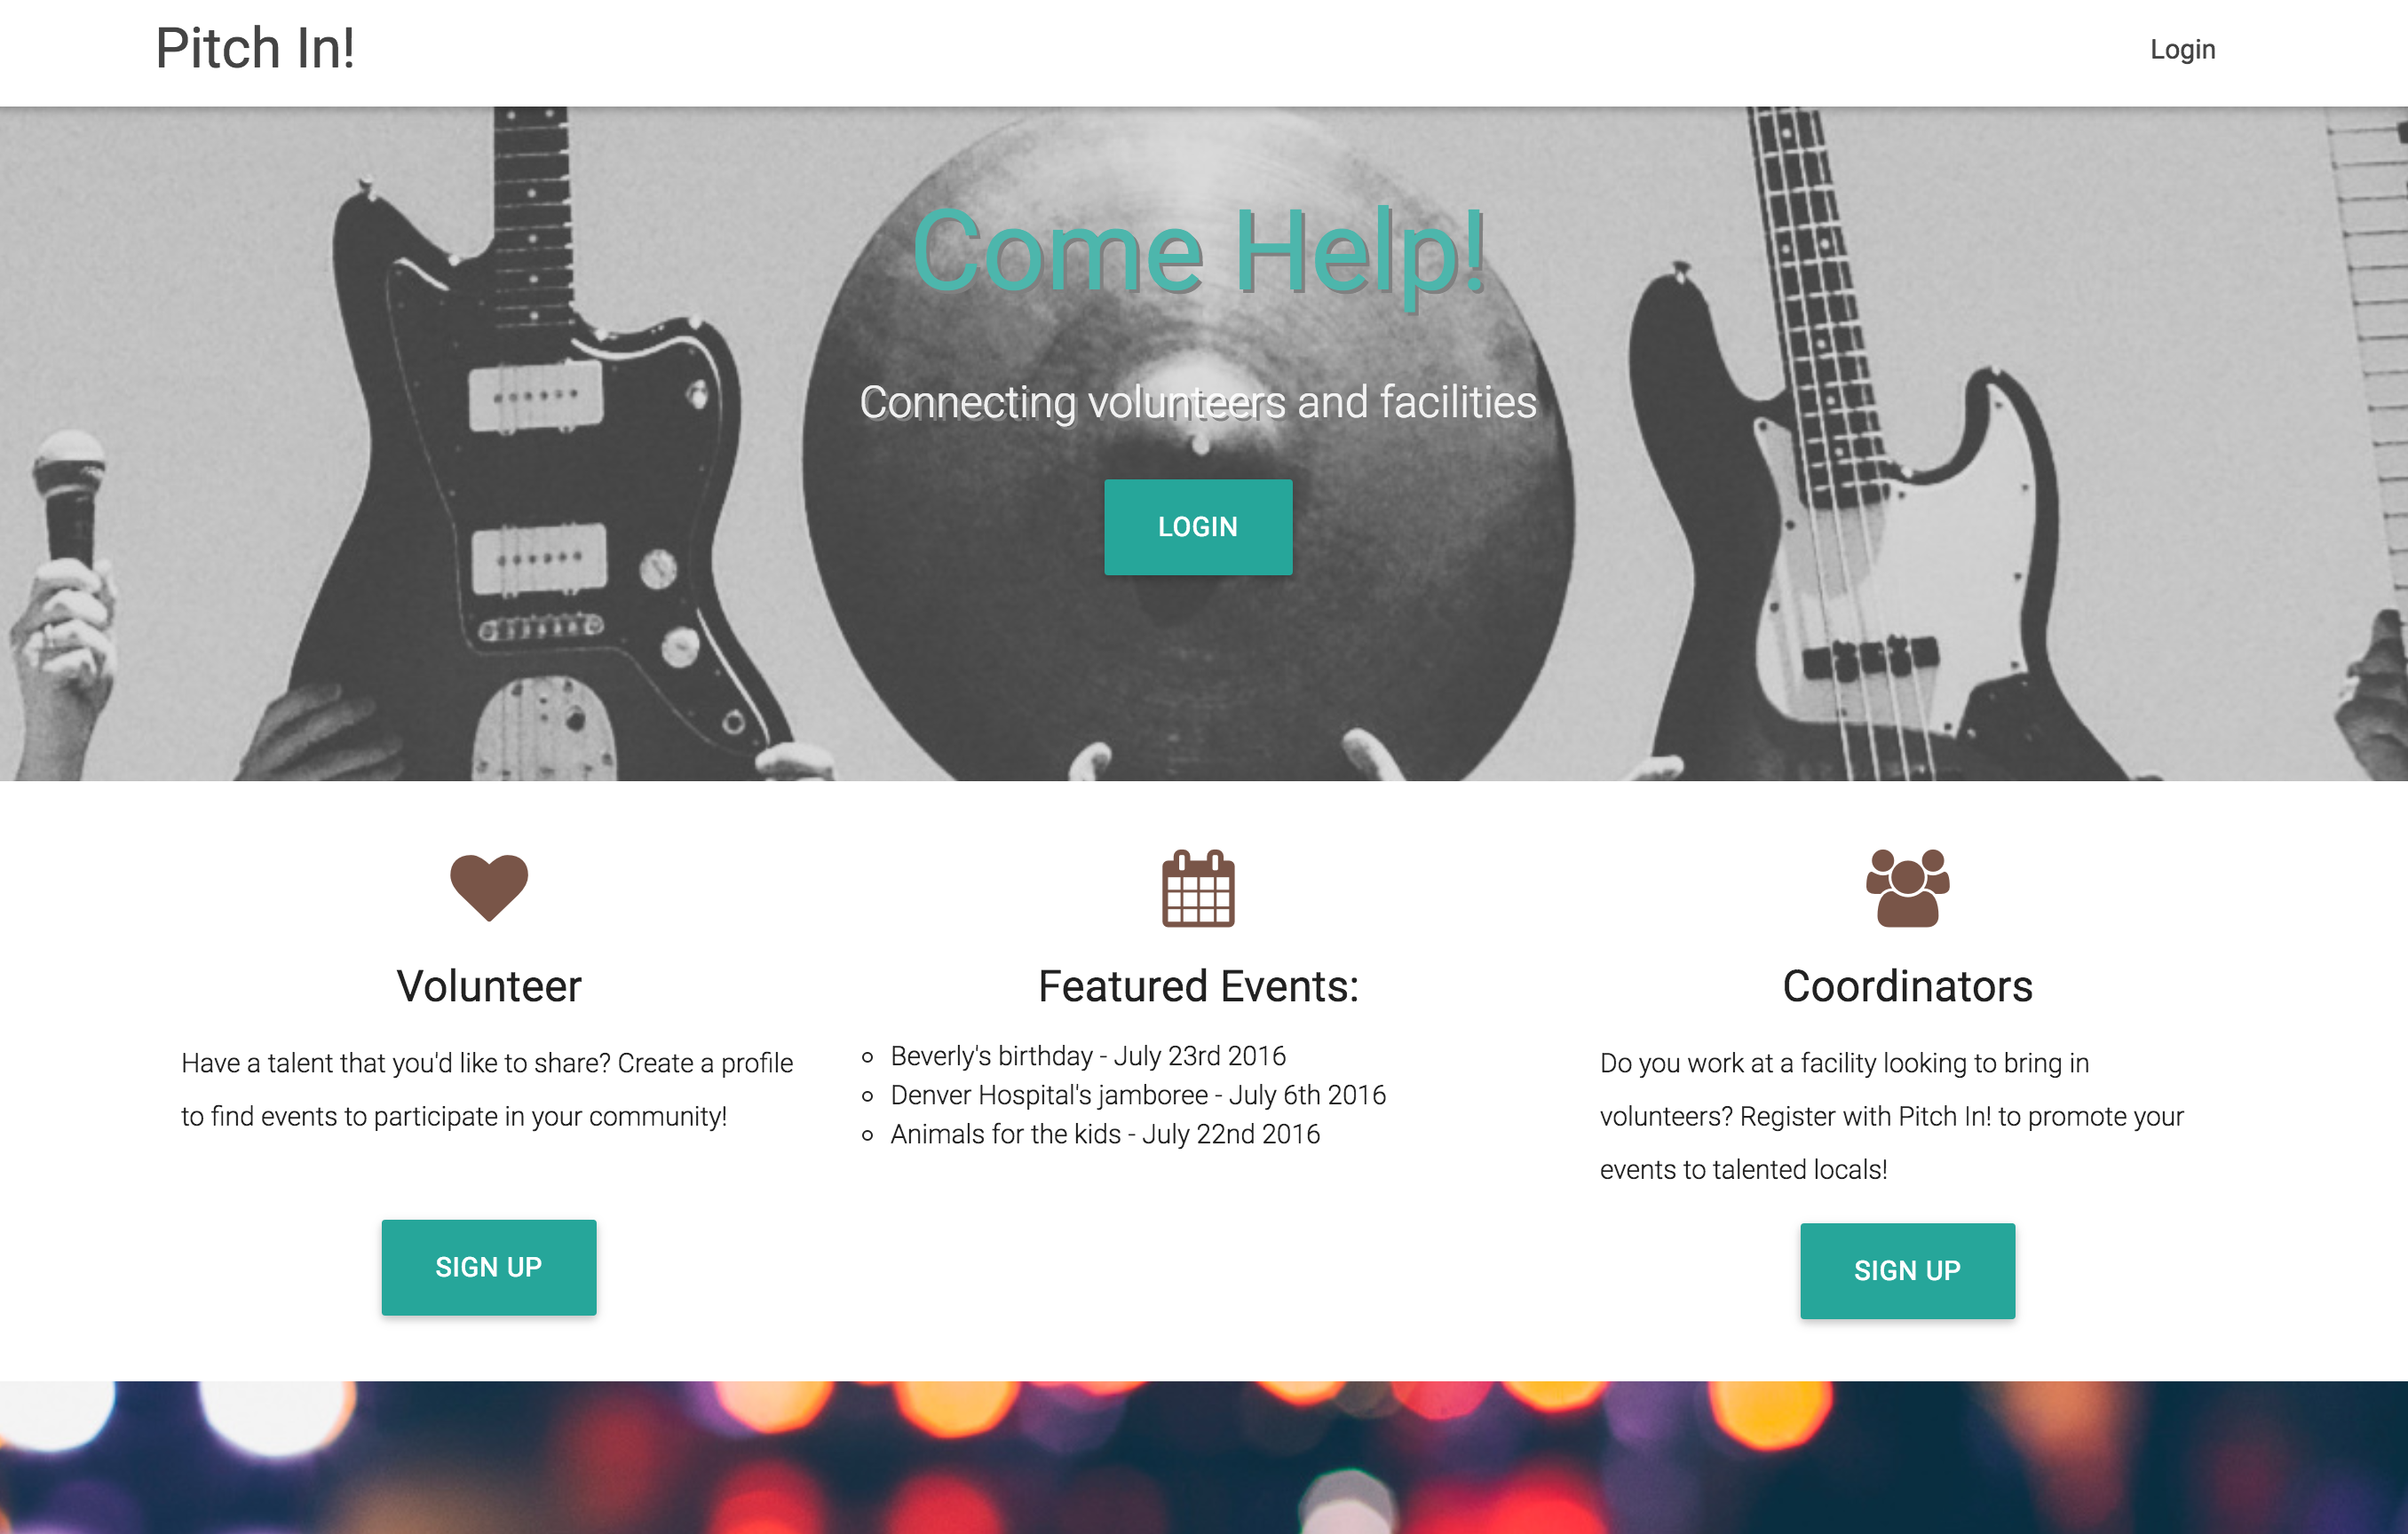 Pitch In!
Login
Come Help!
Connecting volunteers and facilities
LOGIN
Volunteer
Have a talent that you'd like to share? Create a profile
to find events to participate in your community!
SIGN UP
Featured Events:
Beverly's birthday - July 23rd 2016
Denver Hospital's jamboree - July 6th 2016
Animals for the kids - July 22nd 2016
Coordinators
Do you work at a facility looking to bring in
volunteers? Register with Pitch In! to promote your
events to talented locals!
SIGN UP